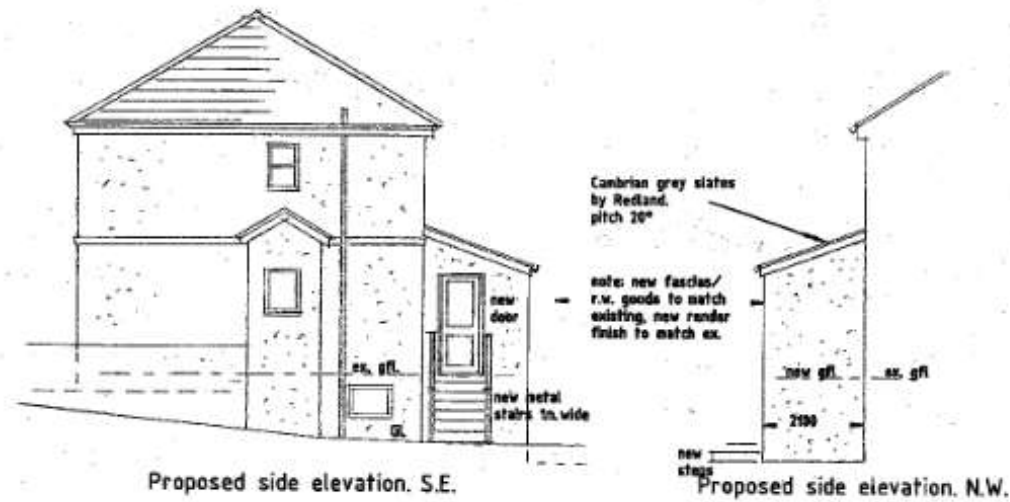 Cambrian grey slates
by Redland.
pitch 20°
note: new fascias/
r.w. goods to match
existing, new render
finish to match ex.
new
door
ex. gfl.
new metal
stairs 1m. wide
GL
new gfl.
ex. gfl
2100
new
steps
Proposed side elevation. S.E.
Proposed side elevation. N.W.